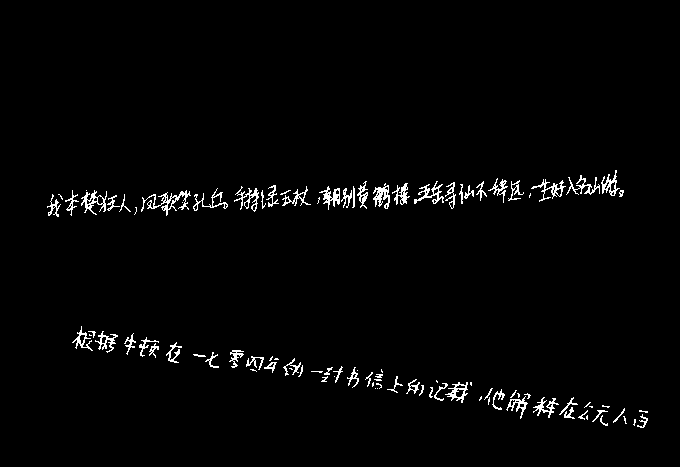 我本楚狂人，凤歌笑孔丘。手持绿玉杖，朝别黄鹤楼。五岳寻仙不辞远，一生好入名山游。
根据牛顿在一七零四年的一封书信上的记载，他解释在公元人百